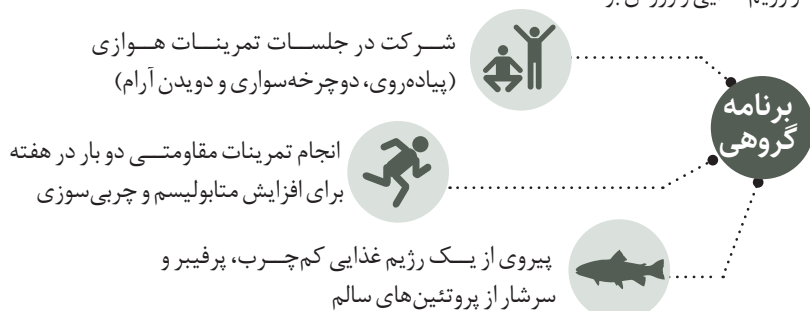 برنامه
گروهی
شرکت در جلسات تمرینات هوازی
(پیاده‌روی، دوچرخه‌سواری و دویدن آرام)
انجام تمرینات مقاومتی دو بار در هفته
برای افزایش متابولیسم و چربی‌سوزی
پیروی از یک رژیم غذایی کم‌چرب، پرفیبر و
سرشار از پروتئین‌های سالم